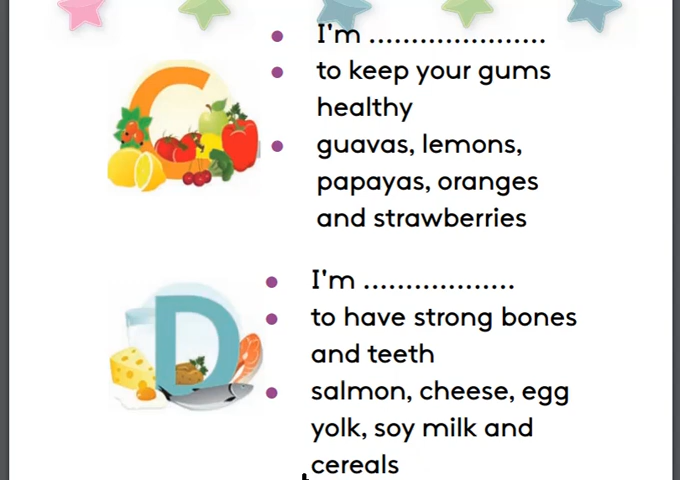 I'm .....................
to keep your gums
healthy
guavas, lemons,
papayas, oranges
and strawberries
C
I'm ..................
to have strong bones
and teeth
salmon, cheese, egg
yolk, soy milk and
cereals
D